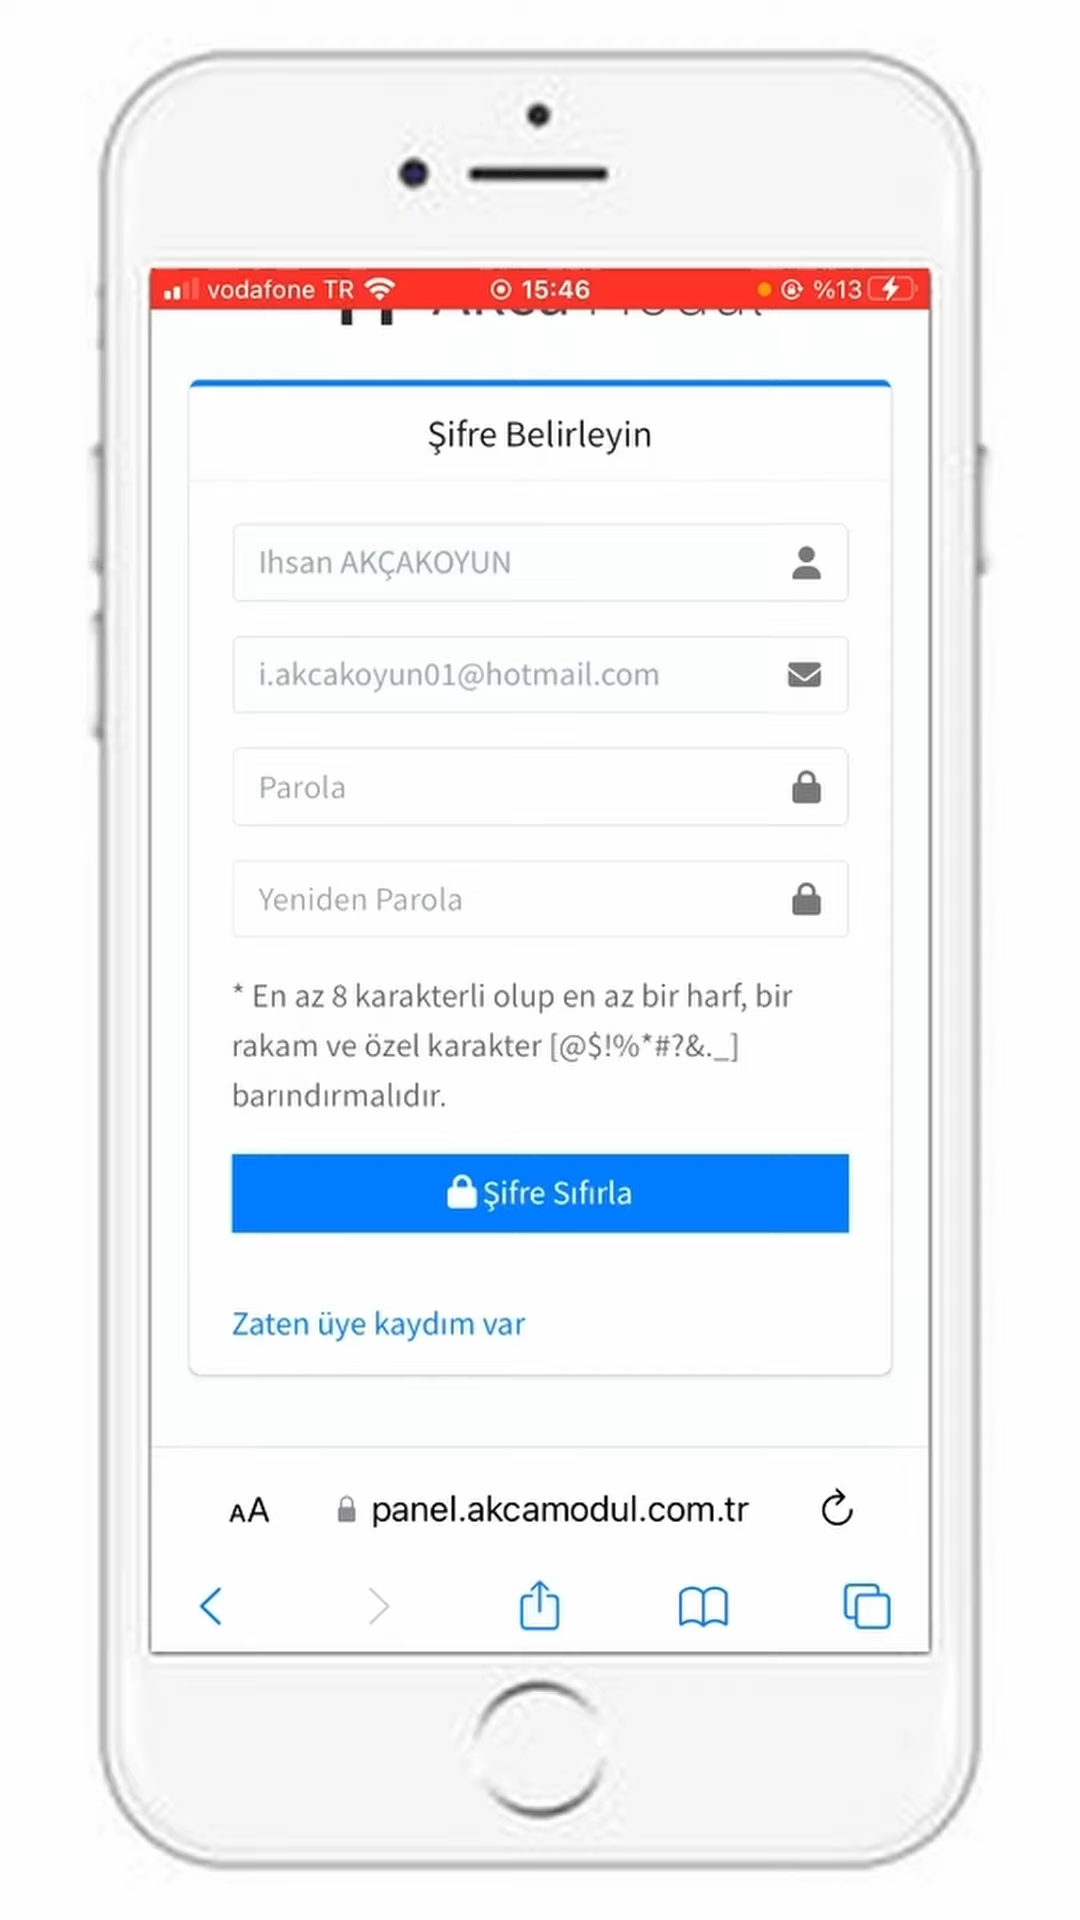 vodafone TR 15:46 %13
Şifre Belirleyin
Ihsan AKÇAKOYUN
i.akcakoyun01@hotmail.com
Parola
Yeniden Parola
* En az 8 karakterli olup en az bir harf, bir
rakam ve özel karakter [@$!%*#?&._]
barındırmalıdır.
Şifre Sıfırla
Zaten üye kaydım var
AA panel.akcamodul.com.tr